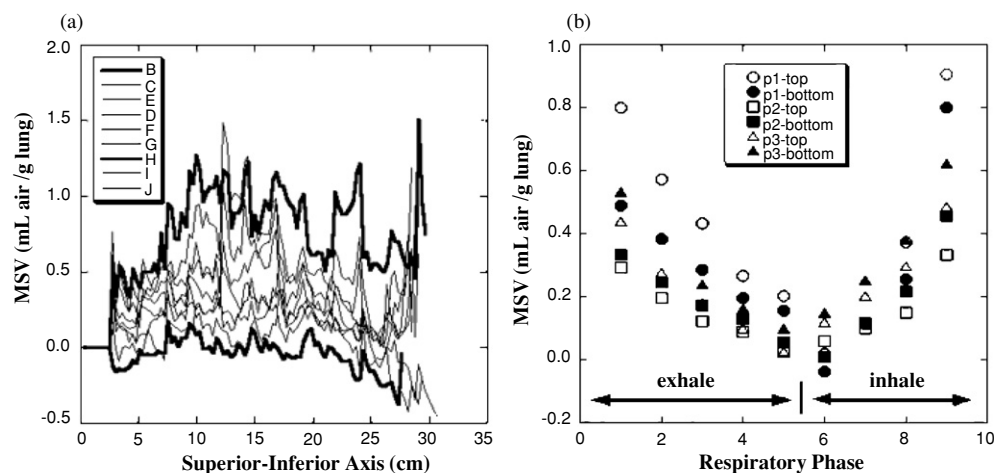 (a)
MSV (mL air /g lung)
2.0
1.5
1.0
0.5
0.0
-0.5
B
C
E
D
F
G
H
I
J
0 5 10 15 20 25 30 35
Superior-Inferior Axis (cm)
(b)
MSV (mL air /g lung)
1.0
0.8
0.6
0.4
0.2
0.0
-0.2
p1-top
p1-bottom
p2-top
p2-bottom
p3-top
p3-bottom
exhale
inhale
0 2 4 6 8 10
Respiratory Phase